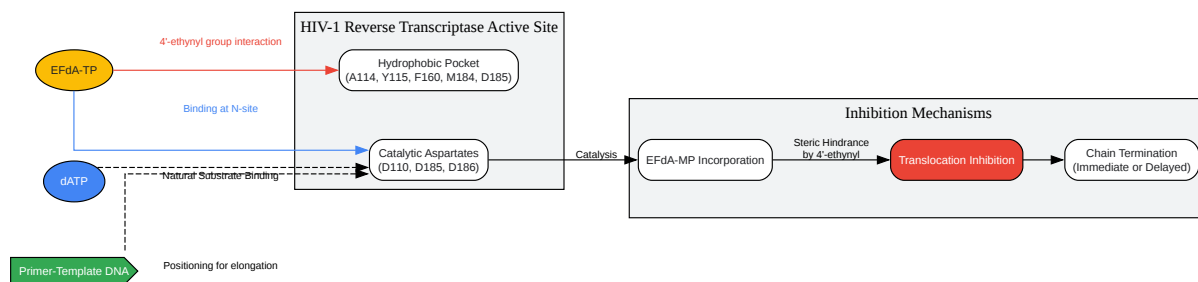 HIV-1 Reverse Transcriptase Active Site
4'-ethynyl group interaction
EFdA-TP
Hydrophobic Pocket
(A114, Y115, F160, M184, D185)
Binding at N-site
Inhibition Mechanisms
Catalytic Aspartates
(D110, D185, D186)
Catalysis
EFdA-MP Incorporation
Steric Hindrance
by 4'-ethynyl
Translocation Inhibition
Chain Termination
(Immediate or Delayed)
dATP
Natural Substrate Binding
Primer-Template DNA
Positioning for elongation